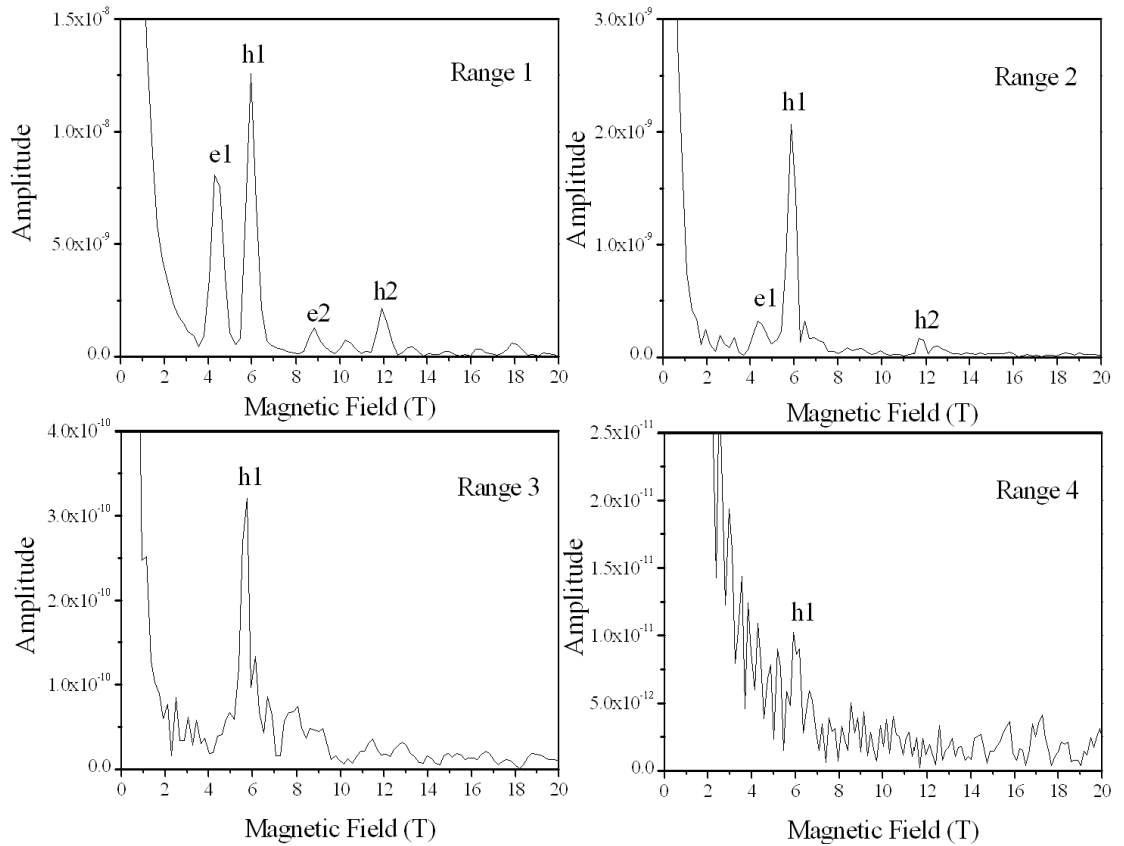 1.5x10-8
1.0x10-8
5.0x10-9
0.0
Amplitude
e1
h1
e2
h2
Range 1
0 2 4 6 8 10 12 14 16 18 20
Magnetic Field (T)
3.0x10-9
2.0x10-9
1.0x10-9
0.0
Amplitude
e1
h1
h2
Range 2
0 2 4 6 8 10 12 14 16 18 20
Magnetic Field (T)
4.0x10-10
3.0x10-10
2.0x10-10
1.0x10-10
0.0
Amplitude
h1
Range 3
0 2 4 6 8 10 12 14 16 18 20
Magnetic Field (T)
2.5x10-11
2.0x10-11
1.5x10-11
1.0x10-11
5.0x10-12
0.0
Amplitude
h1
Range 4
0 2 4 6 8 10 12 14 16 18 20
Magnetic Field (T)